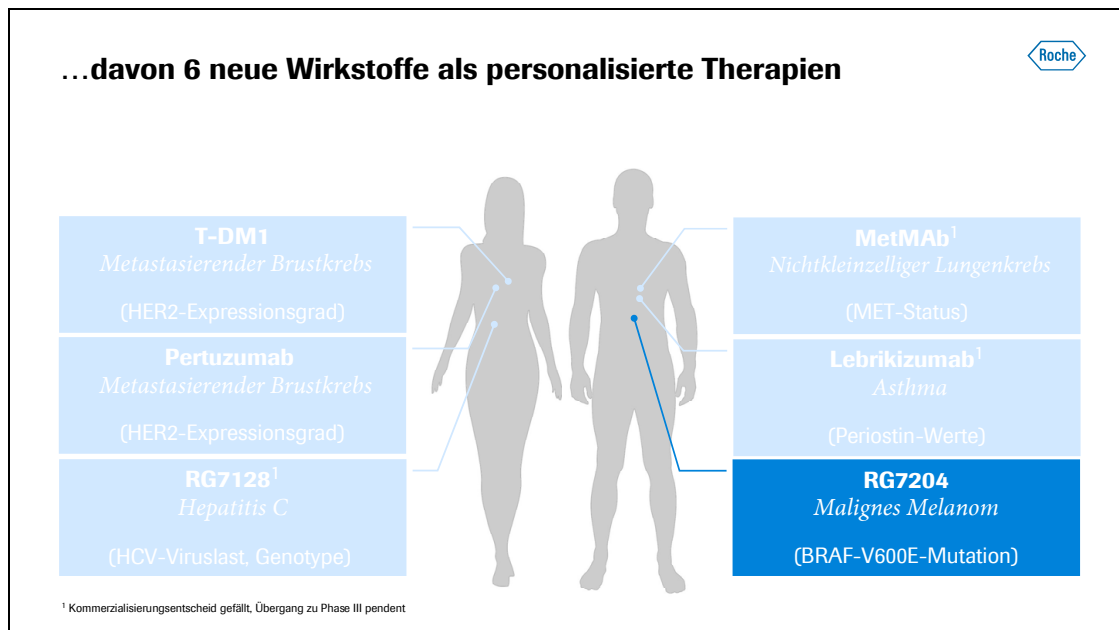 …davon 6 neue Wirkstoffe als personalisierte Therapien
Roche
T-DM1
Metastasierender Brustkrebs
(HER2-Expressionsgrad)
Pertuzumab
Metastasierender Brustkrebs
(HER2-Expressionsgrad)
RG7128¹
Hepatitis C
(HCV-Viruslast, Genotype)
MetMAb¹
Nichtkleinzelliger Lungenkrebs
(MET-Status)
Lebrikizumab¹
Asthma
(Periostin-Werte)
RG7204
Malignes Melanom
(BRAF-V600E-Mutation)
¹ Kommerzialisierungsentscheid gefällt, Übergang zu Phase III pendent